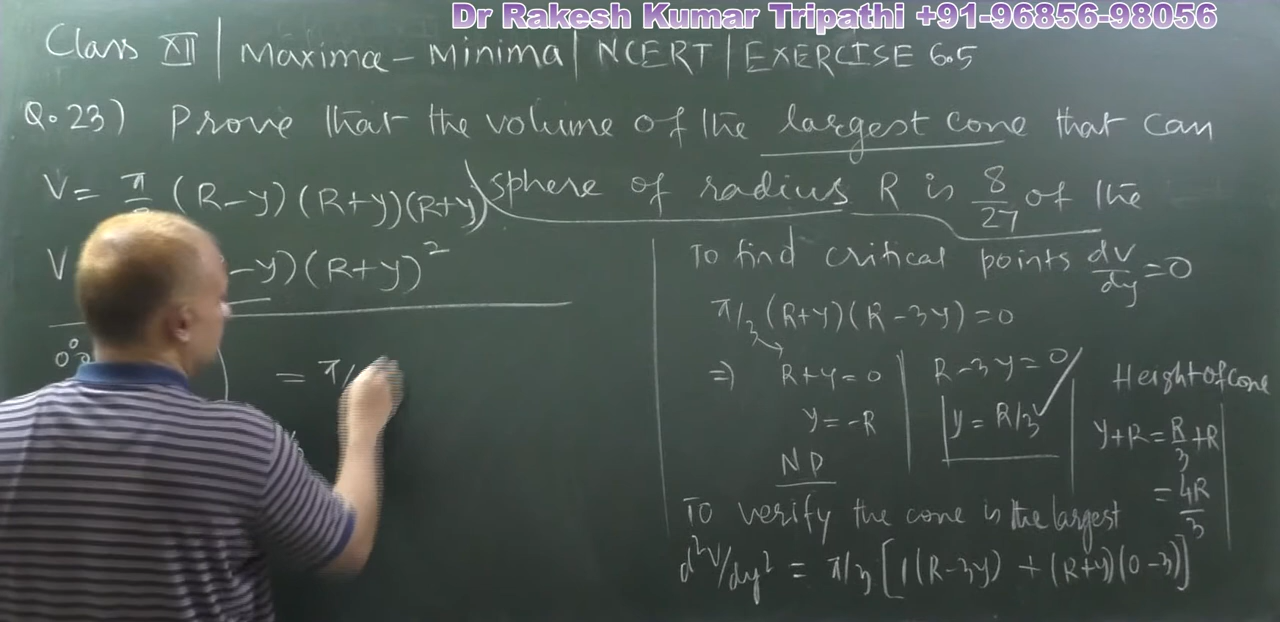 Dr Rakesh Kumar Tripathi +91-96856-98056
Class XII | Maxima - Minima | NCERT | EXERCISE 6.5
Q. 23) Prove that the volume of the largest cone that can
sphere of radius R is 8/27 of the
V = π (R-y)(R+y)(R+y)
V -y)(R+y)²
= π/
To find critical points dv/dy = 0
π/3 (R+y)(R-3y) = 0
⇒ R+y = 0
y = -R
NP
R-3y = 0
y = R/3
Height of cone
y+R = R/3 + R
= 4R/3
To verify the cone is the largest
d²v/dy² = π/3 [1(R-3y) + (R+y)(0-3)]